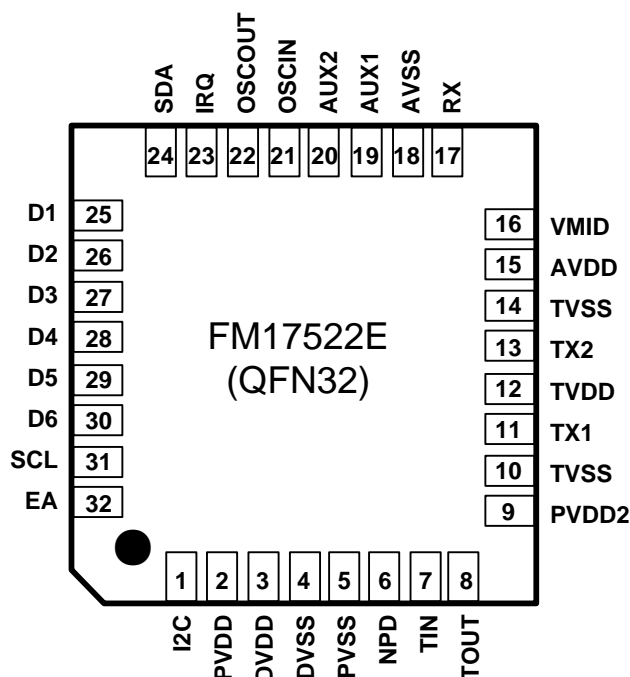 SDA IRQ OSCOUT OSCIN AUX2 AUX1 AVSS RX
24 23 22 21 20 19 18 17
D1 25
D2 26
D3 27
D4 28
D5 29
D6 30
SCL 31
EA 32
FM17522E
(QFN32)
16 VMID
15 AVDD
14 TVSS
13 TX2
12 TVDD
11 TX1
10 TVSS
9 PVDD2
1 2 3 4 5 6 7 8
I2C PVDD DVDD DVSS PVSS NPD TIN TOUT